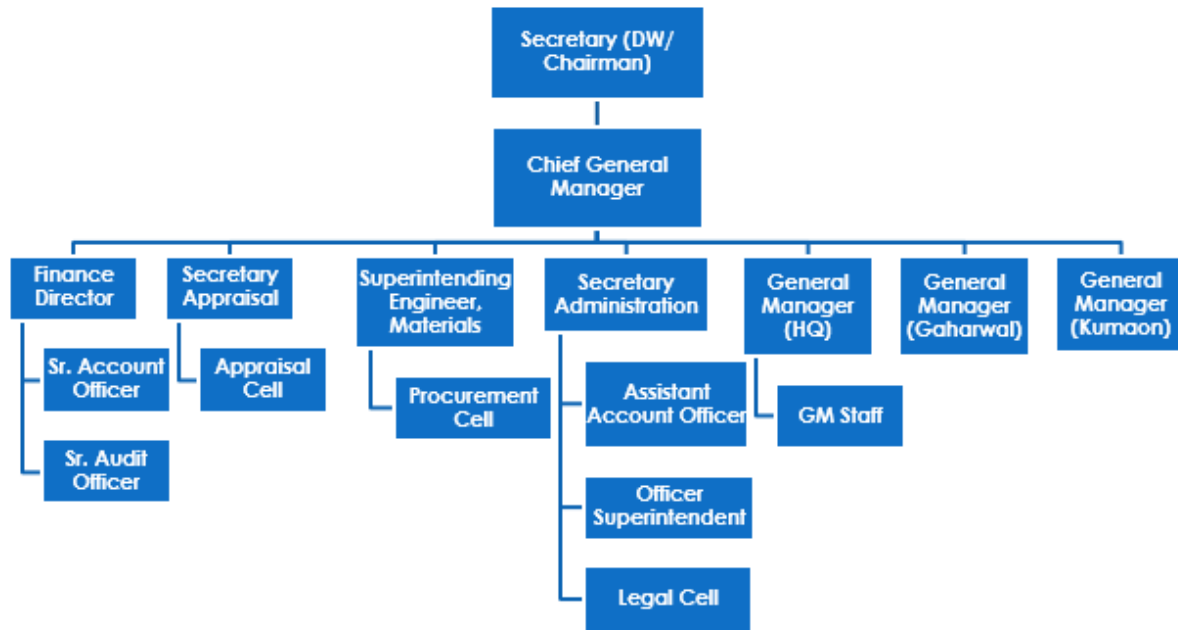 Secretary (DW/
Chairman)
Chief General
Manager
Finance
Director
Secretary
Appraisal
Superintending
Engineer,
Materials
Secretary
Administration
General
Manager
(HQ)
General
Manager
(Gaharwal)
General
Manager
(Kumaon)
Sr. Account
Officer
Appraisal
Cell
Procurement
Cell
Assistant
Account Officer
GM Staff
Sr. Audit
Officer
Officer
Superintendent
Legal Cell